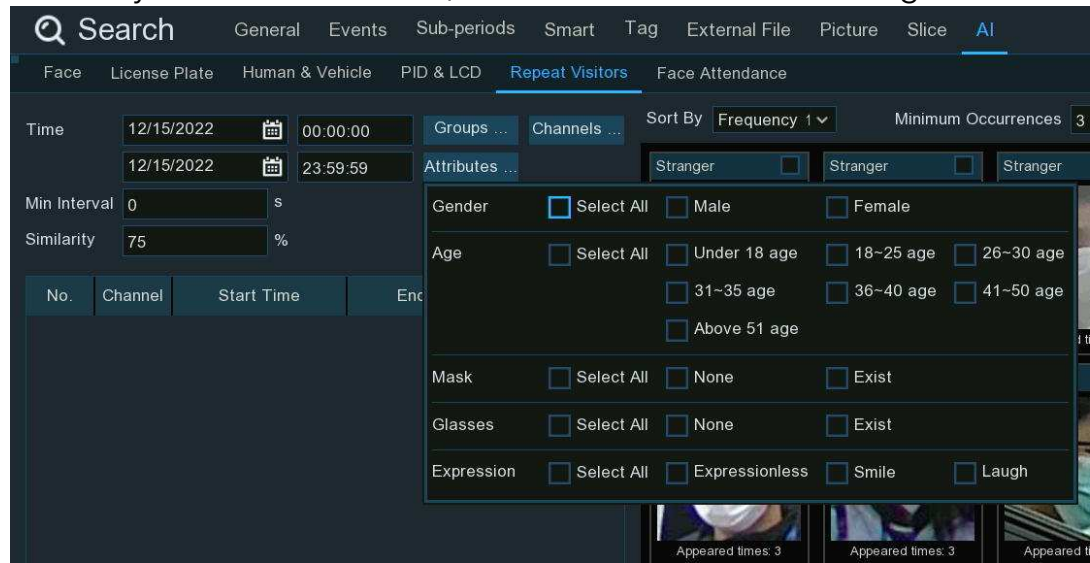 Search General Events Sub-periods Smart Tag External File Picture Slice AI
Face License Plate Human & Vehicle PID & LCD Repeat Visitors Face Attendance
Time 12/15/2022 00:00:00 Groups ... Channels ... Sort By Frequency Minimum Occurrences 3
12/15/2022 23:59:59 Attributes ... Stranger Stranger Stranger
Min Interval 0 s
Similarity 75 %
Gender Select All Male Female
Age Select All Under 18 age 18~25 age 26~30 age
31~35 age 36~40 age 41~50 age
Above 51 age
No. Channel Start Time
Mask Select All None Exist
Glasses Select All None Exist
Expression Select All Expressionless Smile Laugh
Appeared times: 3 Appeared times: 3 Appeared